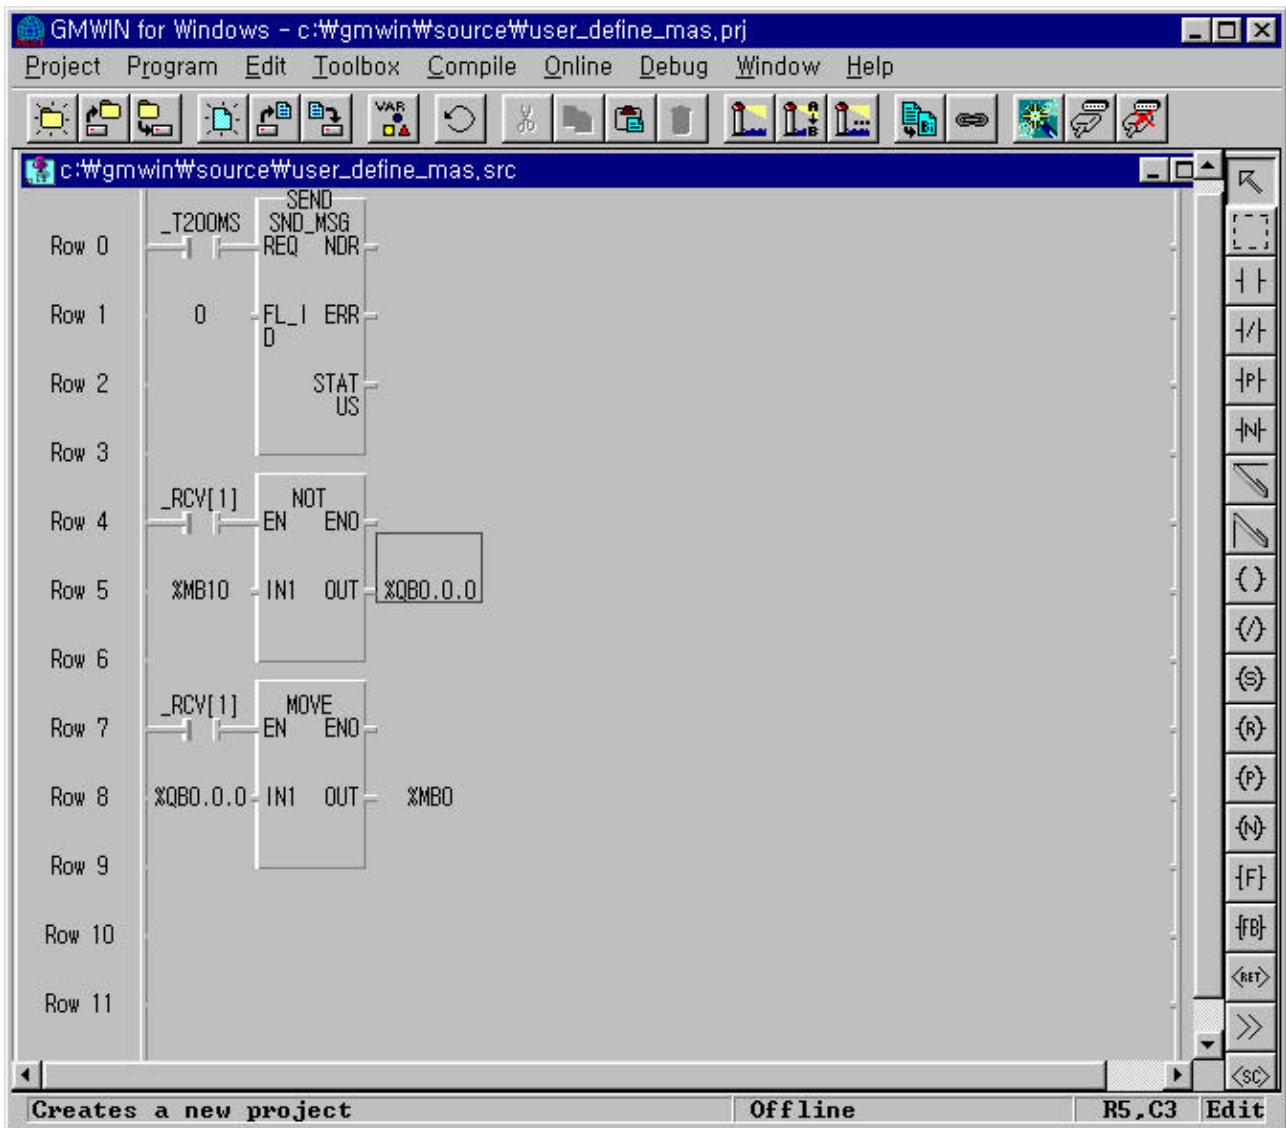 GMWIN for Windows - c:₩gmwin₩source₩user_define_mas.prj
Project Program Edit Toolbox Compile Online Debug Window Help
VAR
c:₩gmwin₩source₩user_define_mas.src
SEND
_T200MS SND_MSG
Row 0 REQ NDR
Row 1 0 FL_I ERR
D
Row 2 STAT
US
Row 3
_RCV[1] NOT
Row 4 EN ENO
Row 5 %MB10 IN1 OUT %QB0.0.0
Row 6
_RCV[1] MOVE
Row 7 EN ENO
Row 8 %QB0.0.0 IN1 OUT %MB0
Row 9
Row 10
Row 11
P
N
(S)
(R)
(P)
(N)
{F}
{FB}
<RET>
>>
<SC>
Creates a new project Offline R5,C3 Edit